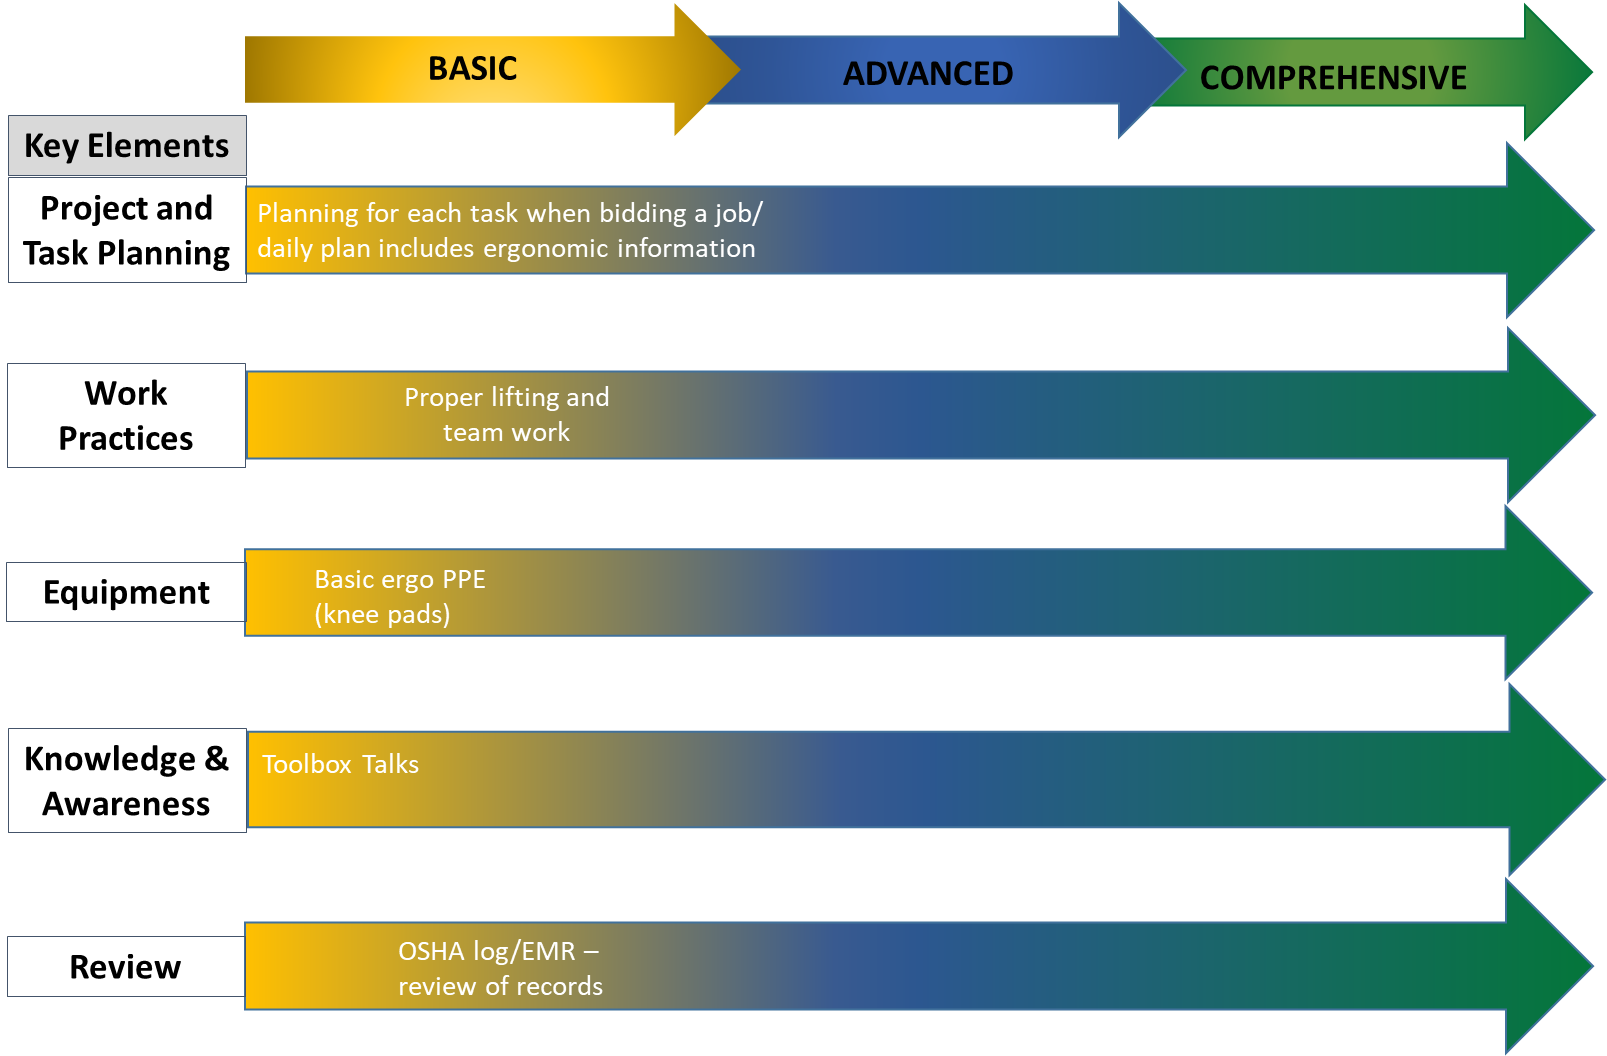 BASIC
ADVANCED
COMPREHENSIVE
Key Elements
Project and
Task Planning
Planning for each task when bidding a job/
daily plan includes ergonomic information
Work
Practices
Proper lifting and
team work
Equipment
Basic ergo PPE
(knee pads)
Knowledge &
Awareness
Toolbox Talks
Review
OSHA log/EMR –
review of records